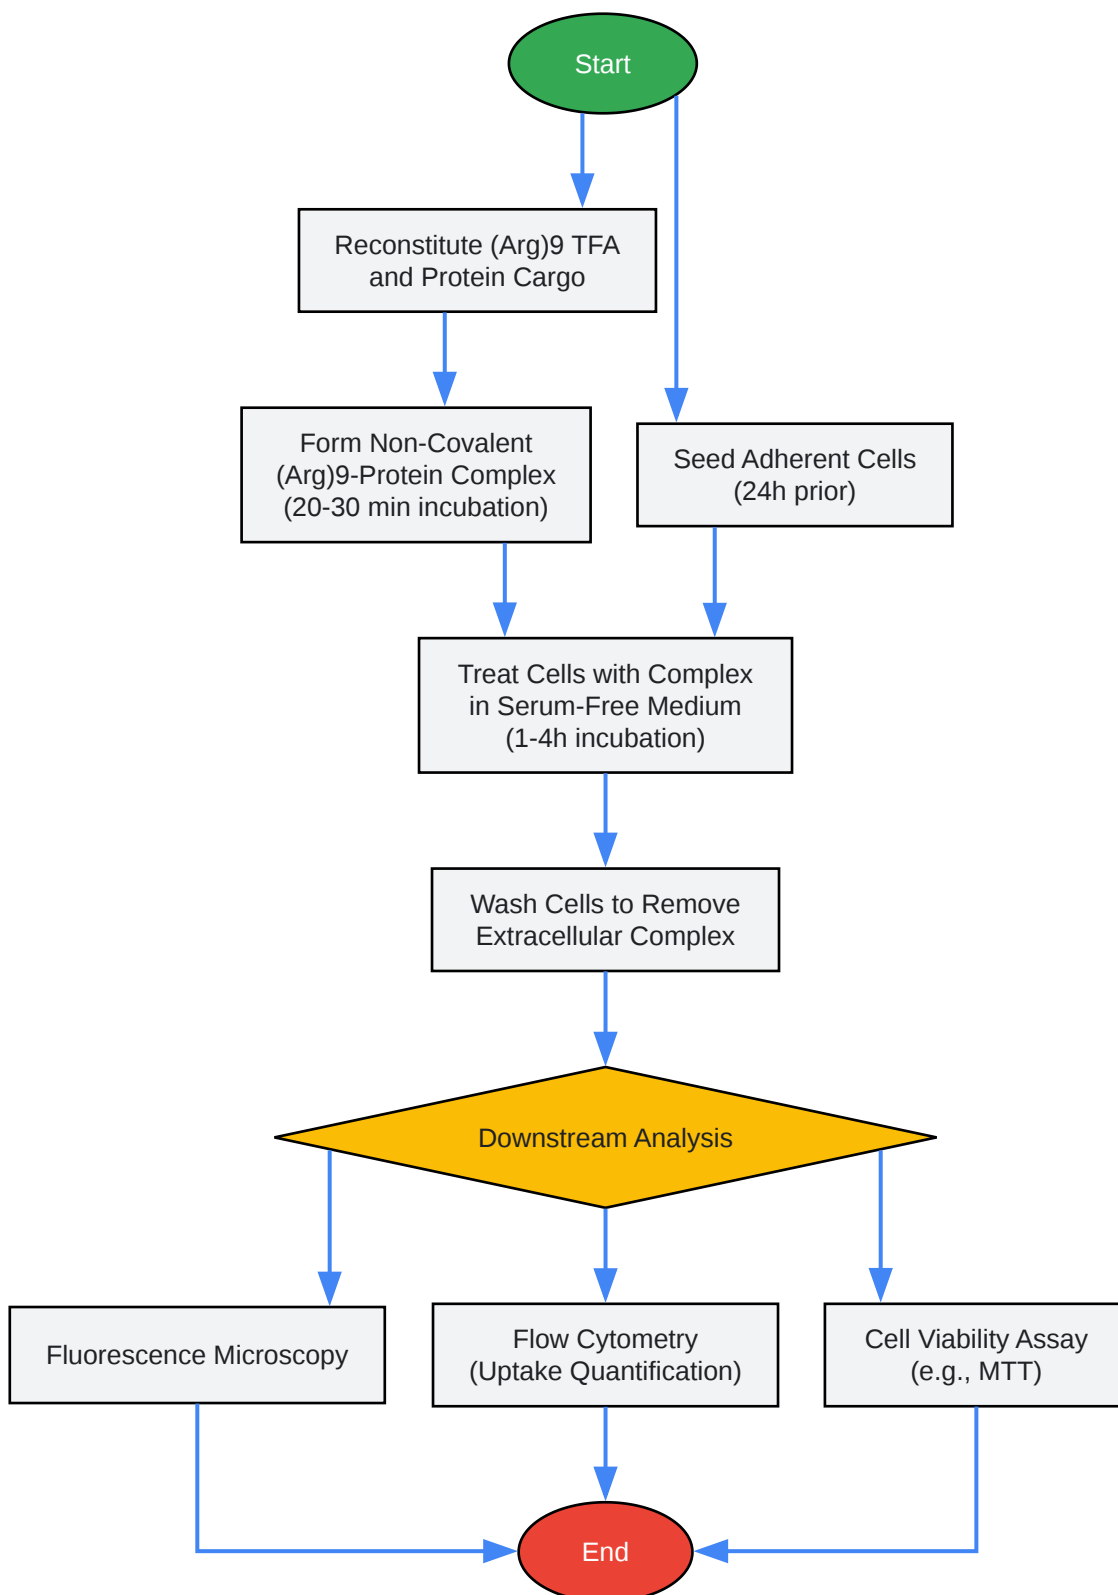 Start
Reconstitute (Arg)9 TFA
and Protein Cargo
Form Non-Covalent
(Arg)9-Protein Complex
(20-30 min incubation)
Seed Adherent Cells
(24h prior)
Treat Cells with Complex
in Serum-Free Medium
(1-4h incubation)
Wash Cells to Remove
Extracellular Complex
Downstream Analysis
Fluorescence Microscopy
Flow Cytometry
(Uptake Quantification)
Cell Viability Assay
(e.g., MTT)
End